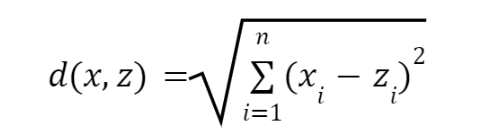 d(x, z) = √ n ∑ i=1 (x_i − z_i)^2